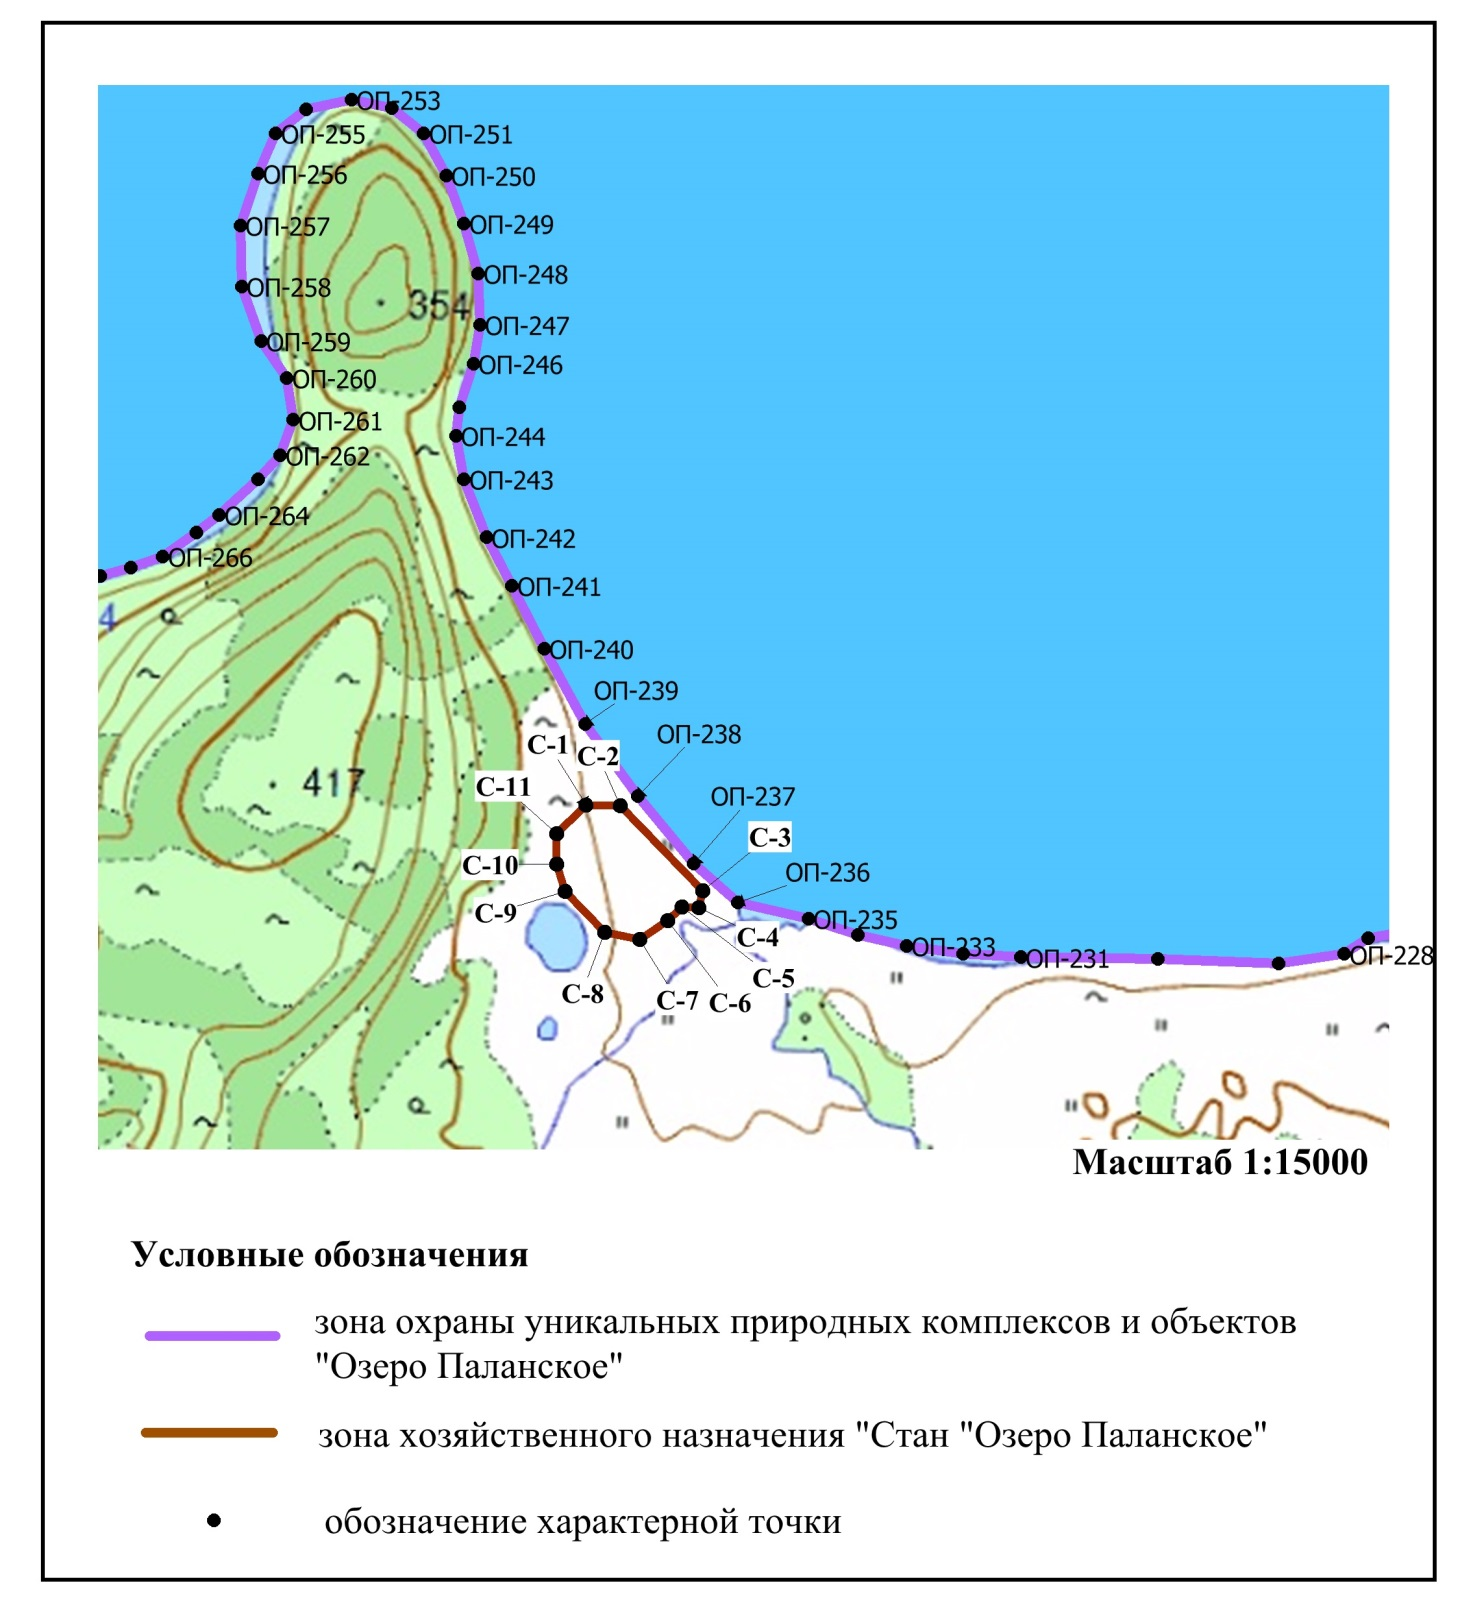 ОП-253
ОП-255
ОП-251
ОП-256
ОП-250
ОП-257
ОП-249
ОП-248
ОП-258
354
ОП-247
ОП-259
ОП-246
ОП-260
ОП-261
ОП-244
ОП-262
ОП-243
ОП-264
ОП-242
ОП-266
ОП-241
4
ОП-240
ОП-239
ОП-238
С-1
С-2
417
С-11
ОП-237
С-3
С-10
ОП-236
С-9
ОП-235
С-4
ОП-233
ОП-231
ОП-228
С-5
С-8
С-7
С-6
Масштаб 1:15000
Условные обозначения
зона охраны уникальных природных комплексов и объектов
"Озеро Паланское"
зона хозяйственного назначения "Стан "Озеро Паланское"
обозначение характерной точки